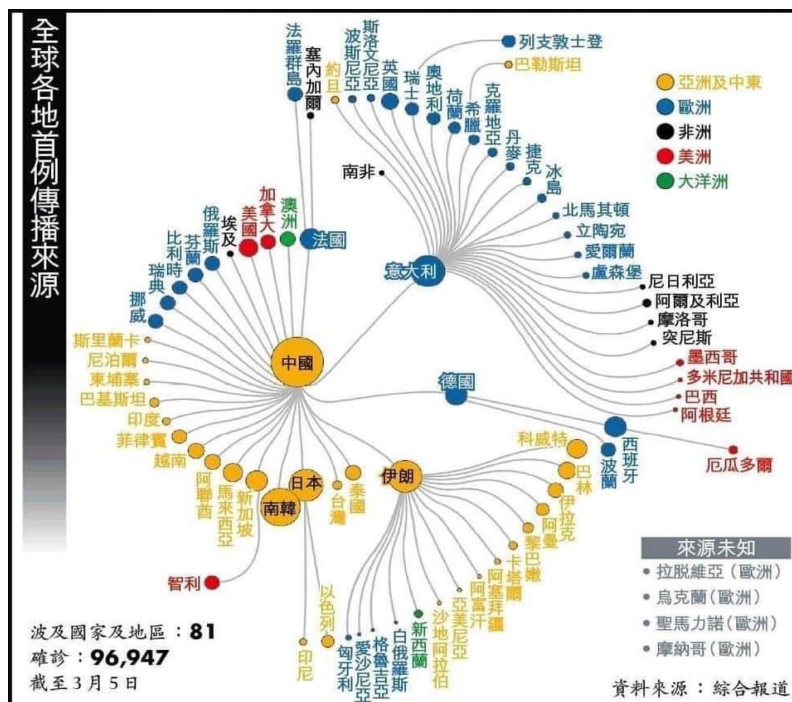 全球各地首例傳播來源
法羅群島
塞內加爾
約旦
波斯尼亞
斯洛文尼亞
英國
瑞士
奧地利
荷蘭
希臘
克羅地亞
丹麥
捷克
冰島
列支敦士登
巴勒斯坦
亞洲及中東
歐洲
非洲
美洲
大洋洲
南非
北馬其頓
立陶宛
愛爾蘭
盧森堡
尼日利亞
阿爾及利亞
摩洛哥
突尼斯
墨西哥
多米尼加共和國
巴西
阿根廷
挪威
瑞典
比利時
芬蘭
俄羅斯
埃及
美國
加拿大
澳洲
法國
意大利
中國
德國
斯里蘭卡
尼泊爾
柬埔寨
巴基斯坦
印度
菲律賓
越南
阿聯酋
馬來西亞
新加坡
南韓
日本
台灣
泰國
伊朗
科威特
巴林
伊拉克
阿曼
黎巴嫩
卡塔爾
阿塞拜疆
阿富汗
亞美尼亞
沙地阿拉伯
新西蘭
白俄羅斯
格魯吉亞
愛沙尼亞
匈牙利
以色列
印尼
智利
波蘭
西班牙
厄瓜多爾
來源未知
拉脫維亞(歐洲)
烏克蘭(歐洲)
聖馬力諾(歐洲)
摩納哥(歐洲)
波及國家及地區：81
確診：96,947
截至3月5日
資料來源：綜合報道